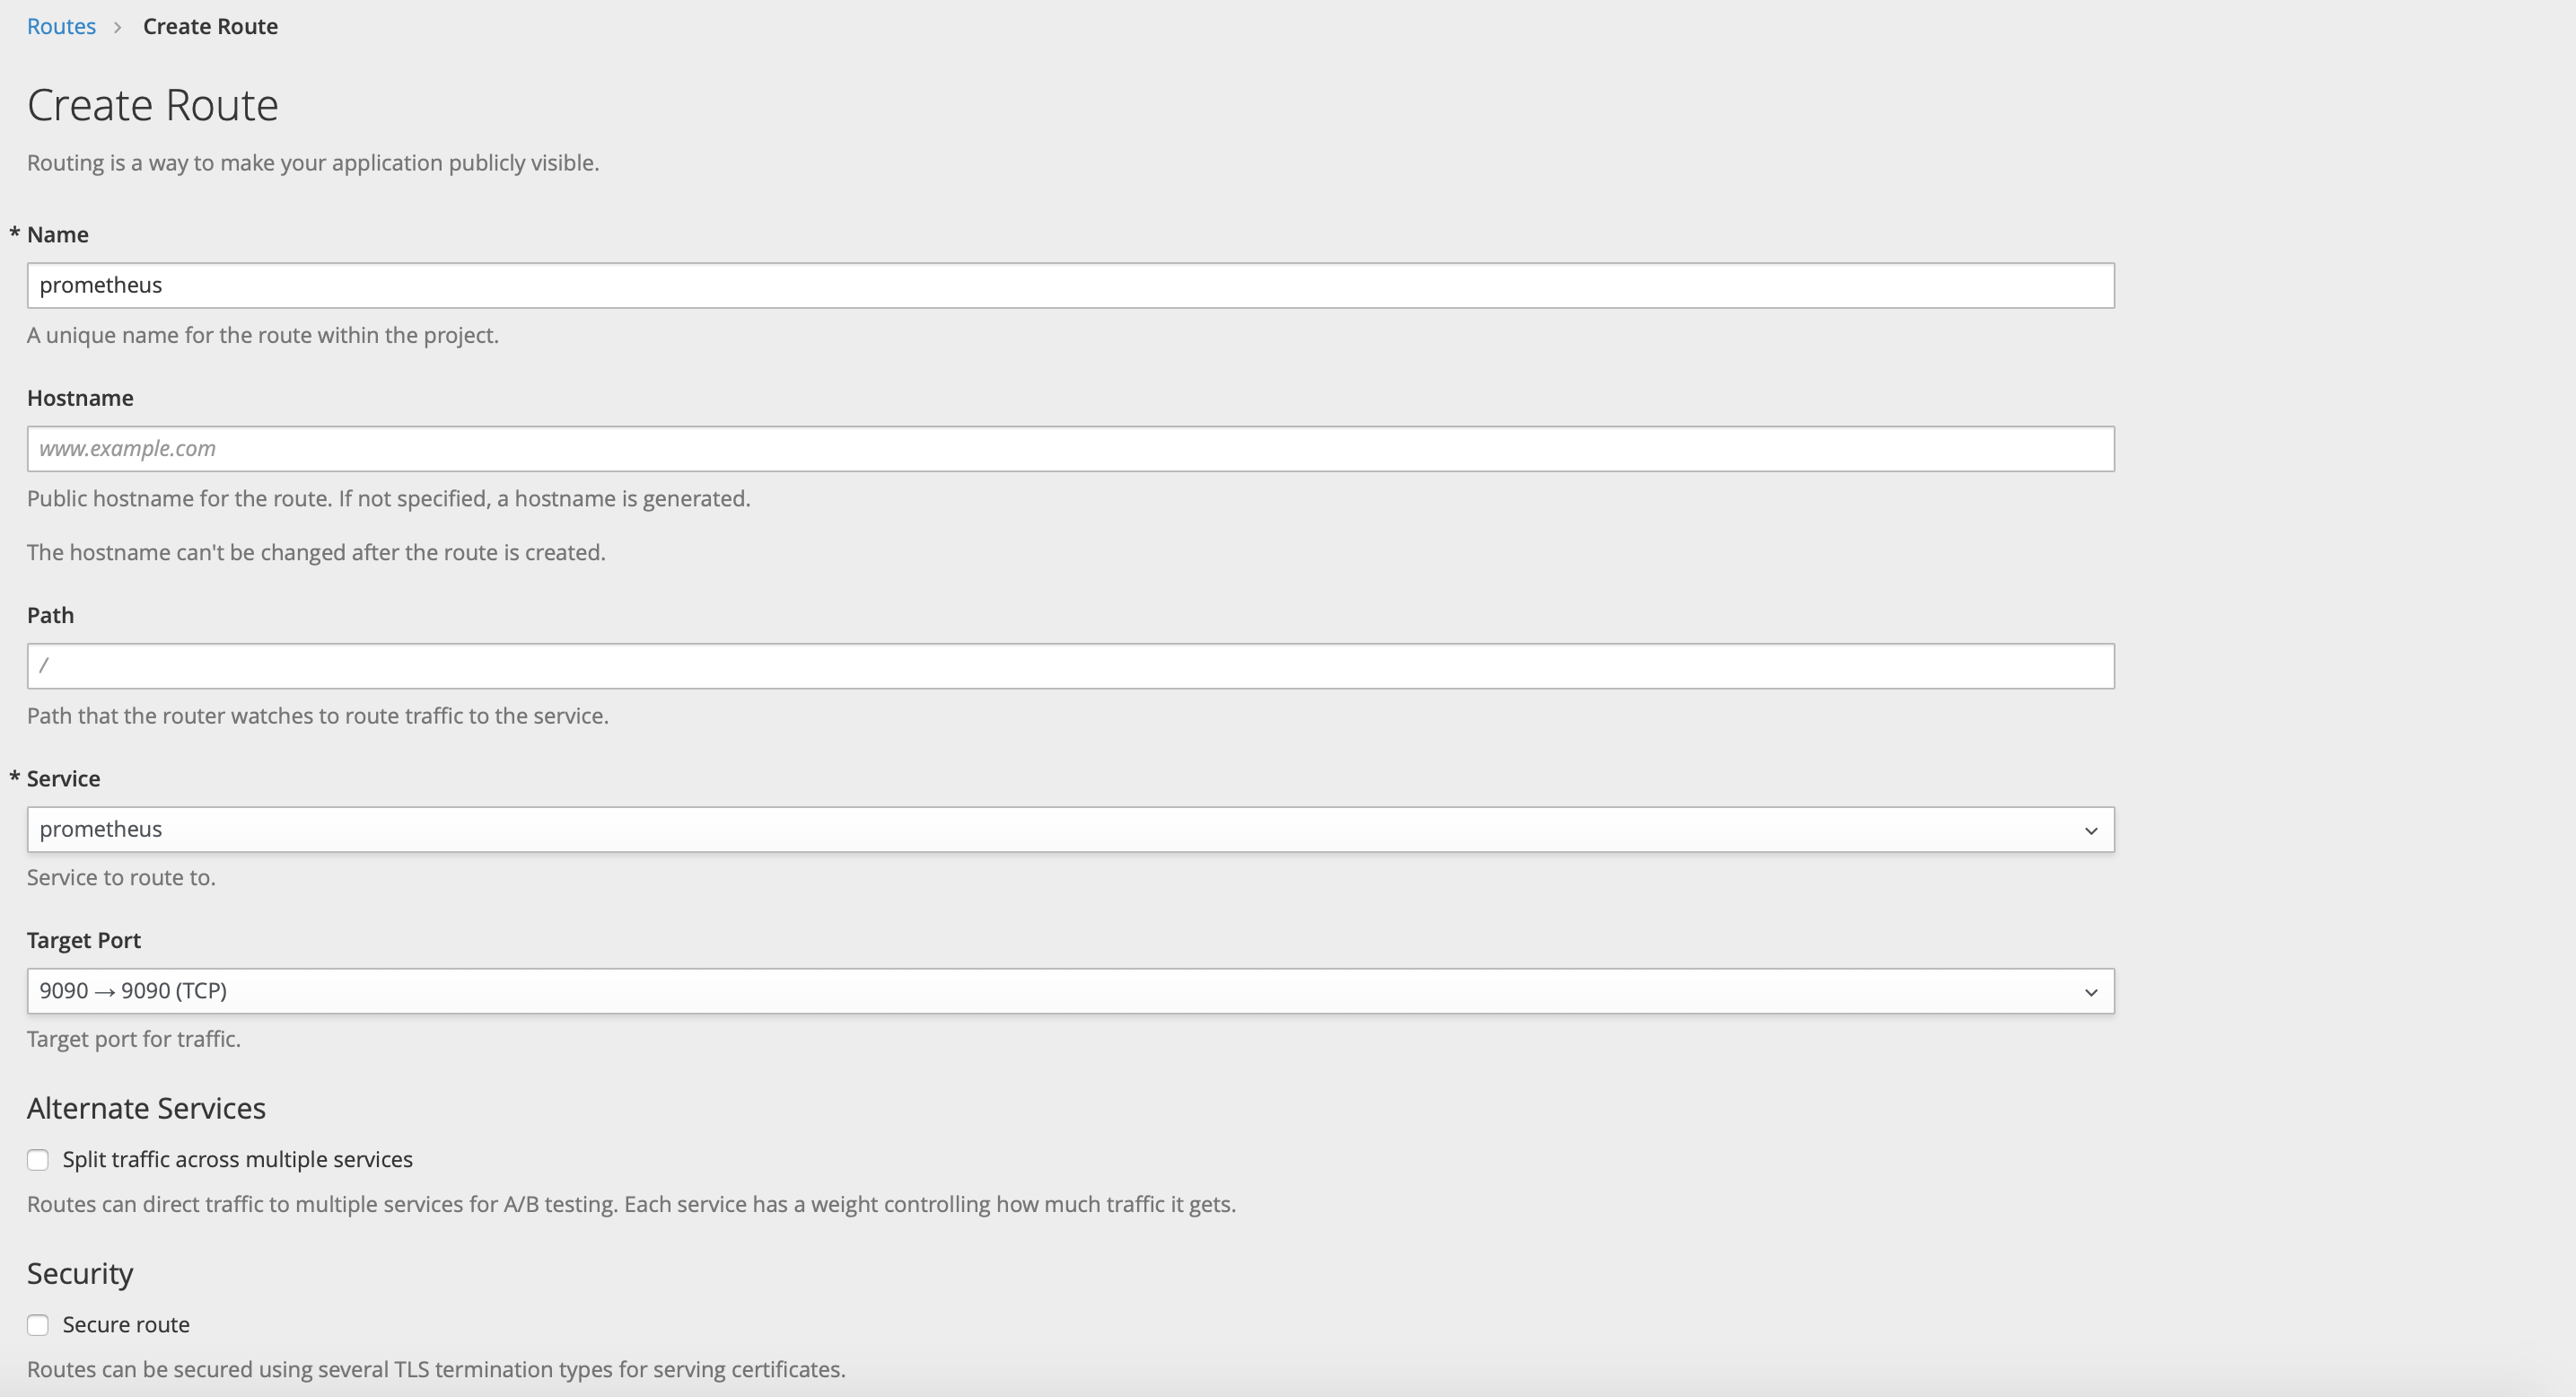 Routes > Create Route
Create Route
Routing is a way to make your application publicly visible.
* Name
prometheus
A unique name for the route within the project.
Hostname
www.example.com
Public hostname for the route. If not specified, a hostname is generated.
The hostname can't be changed after the route is created.
Path
/
Path that the router watches to route traffic to the service.
* Service
prometheus
Service to route to.
Target Port
9090 → 9090 (TCP)
Target port for traffic.
Alternate Services
Split traffic across multiple services
Routes can direct traffic to multiple services for A/B testing. Each service has a weight controlling how much traffic it gets.
Security
Secure route
Routes can be secured using several TLS termination types for serving certificates.